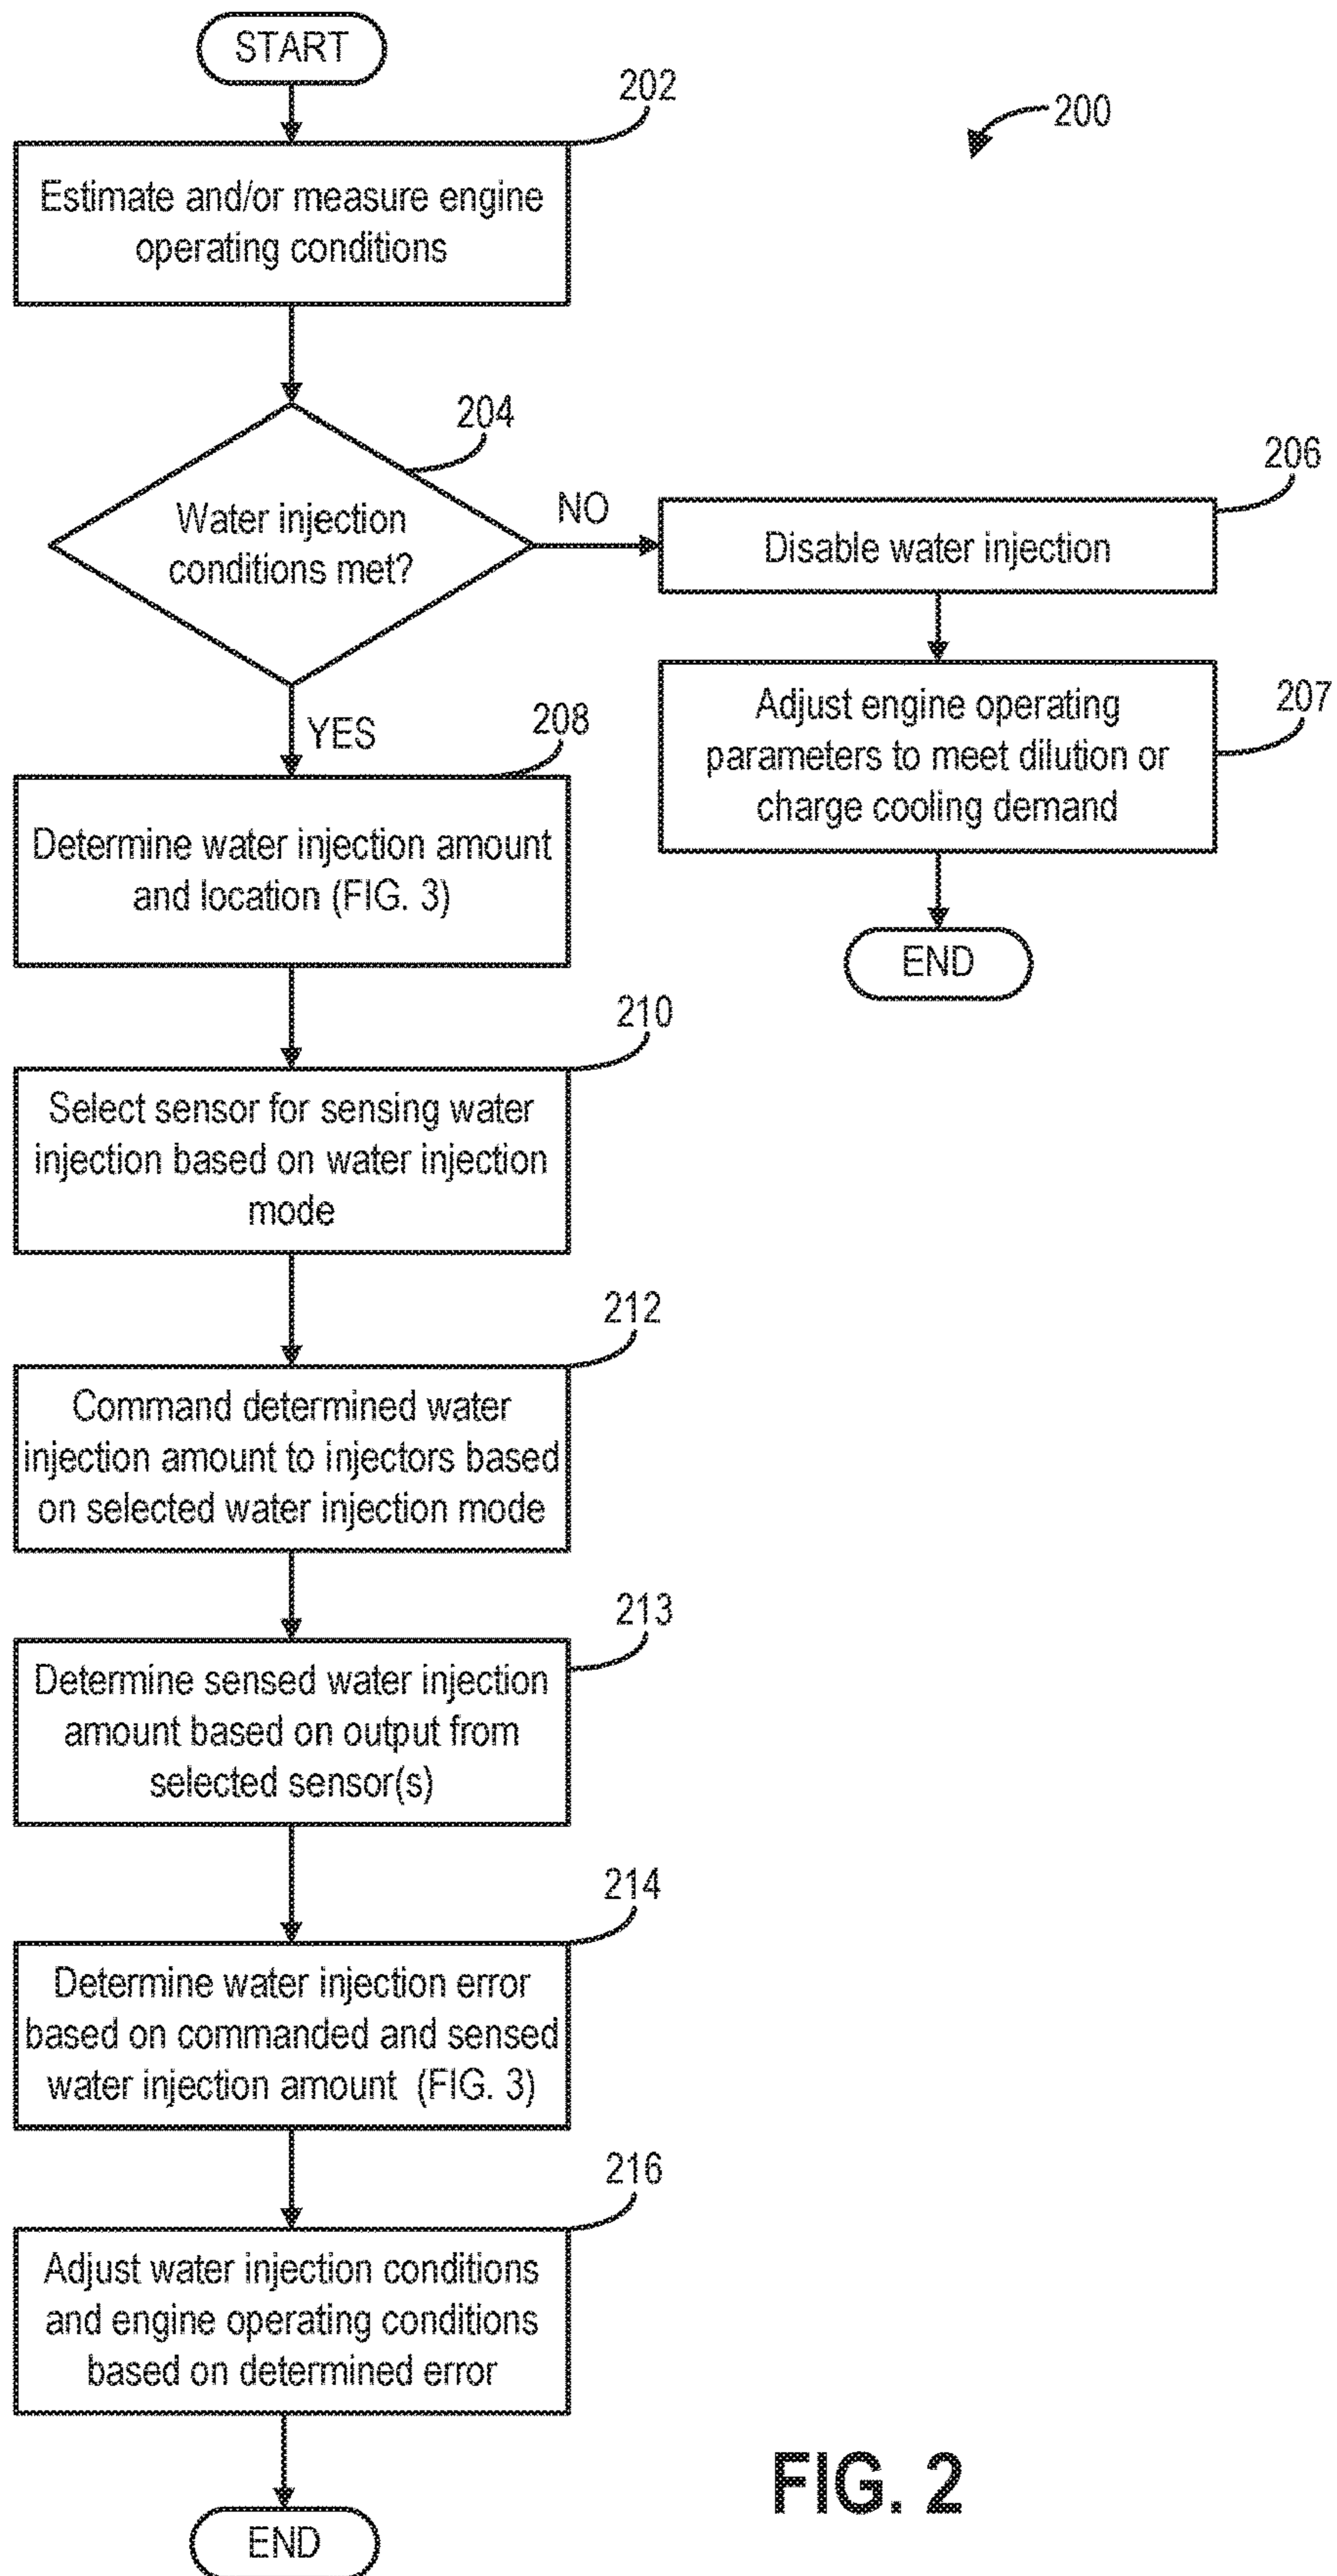 START
202
200
Estimate and/or measure engine
operating conditions
204
Water injection
conditions met?
NO
206
Disable water injection
207
Adjust engine operating
parameters to meet dilution or
charge cooling demand
END
YES
208
Determine water injection amount
and location (FIG. 3)
210
Select sensor for sensing water
injection based on water injection
mode
212
Command determined water
injection amount to injectors based
on selected water injection mode
213
Determine sensed water injection
amount based on output from
selected sensor(s)
214
Determine water injection error
based on commanded and sensed
water injection amount (FIG. 3)
216
Adjust water injection conditions
and engine operating conditions
based on determined error
END
FIG. 2